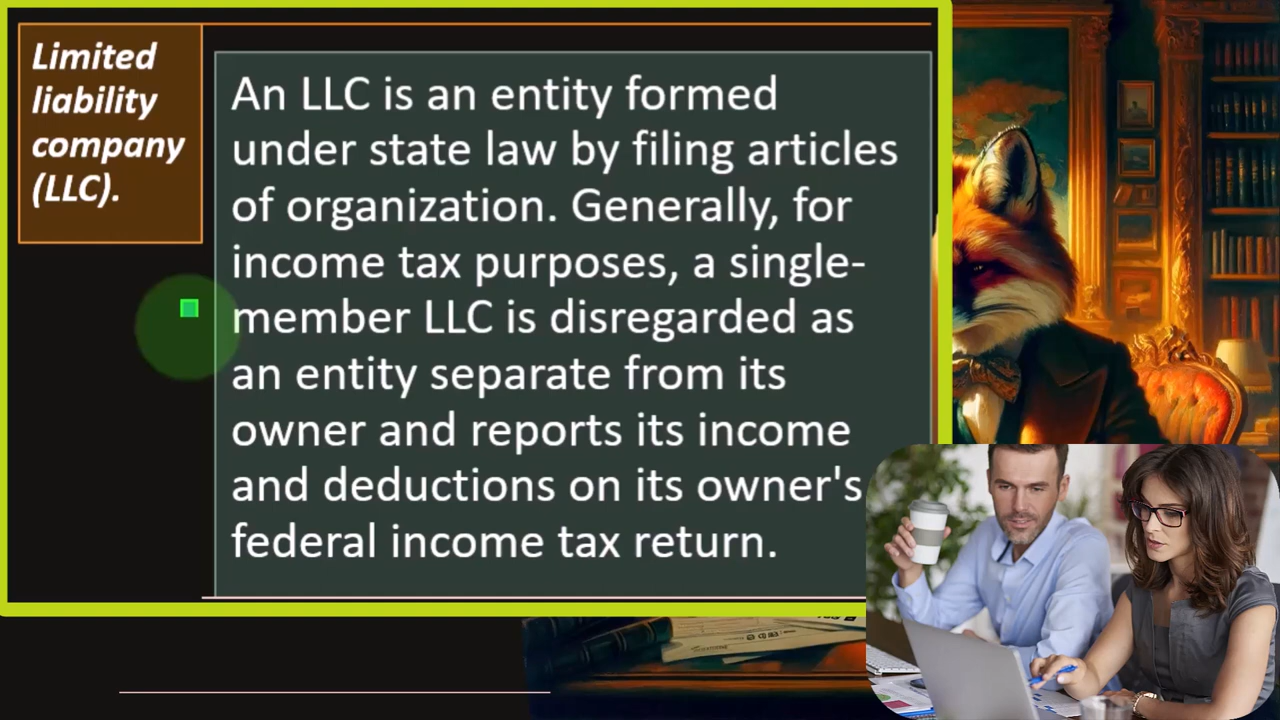 Limited
liability
company
(LLC).
An LLC is an entity formed
under state law by filing articles
of organization. Generally, for
income tax purposes, a single-
member LLC is disregarded as
an entity separate from its
owner and reports its income
and deductions on its owner's
federal income tax return.